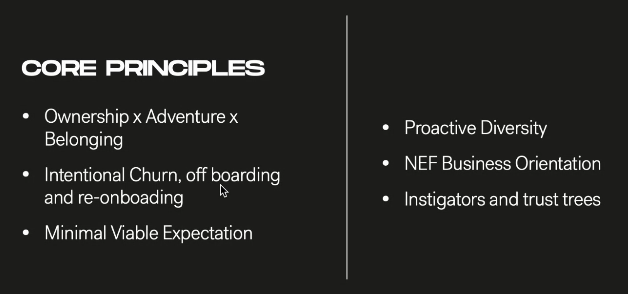 CORE PRINCIPLES
• Ownership x Adventure x
Belonging
• Intentional Churn, off boarding
and re-onboading
• Minimal Viable Expectation
• Proactive Diversity
• NEF Business Orientation
• Instigators and trust trees